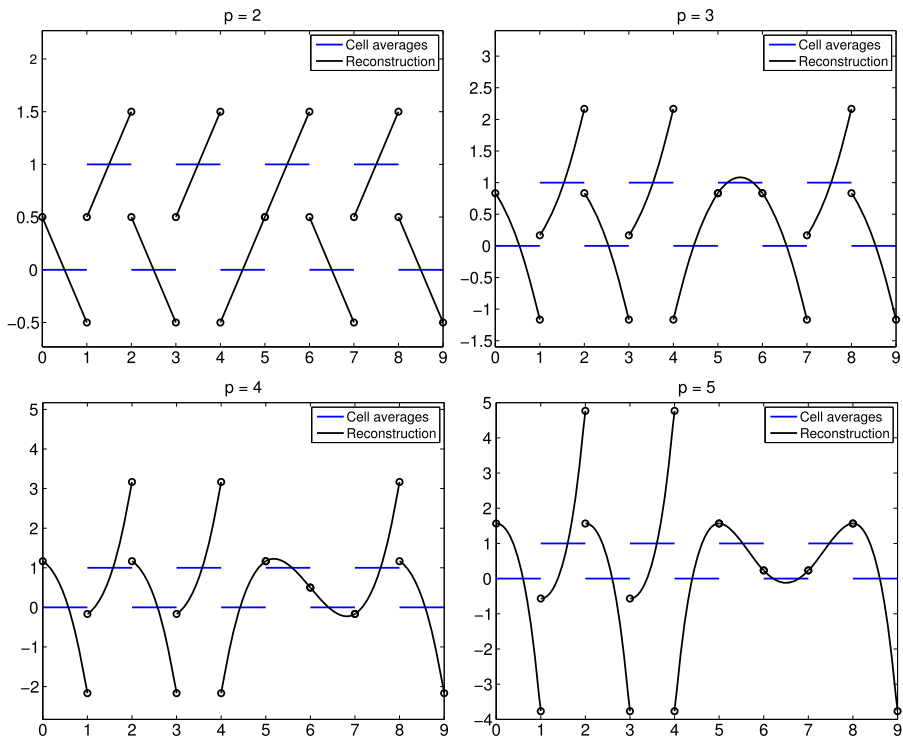 p = 2
Cell averages
Reconstruction
2
1.5
1
0.5
0
−0.5
0 1 2 3 4 5 6 7 8 9
p = 3
Cell averages
Reconstruction
3
2.5
2
1.5
1
0.5
0
−0.5
−1
−1.5
0 1 2 3 4 5 6 7 8 9
p = 4
Cell averages
Reconstruction
5
4
3
2
1
0
−1
−2
0 1 2 3 4 5 6 7 8 9
p = 5
Cell averages
Reconstruction
5
4
3
2
1
0
−1
−2
−3
−4
0 1 2 3 4 5 6 7 8 9